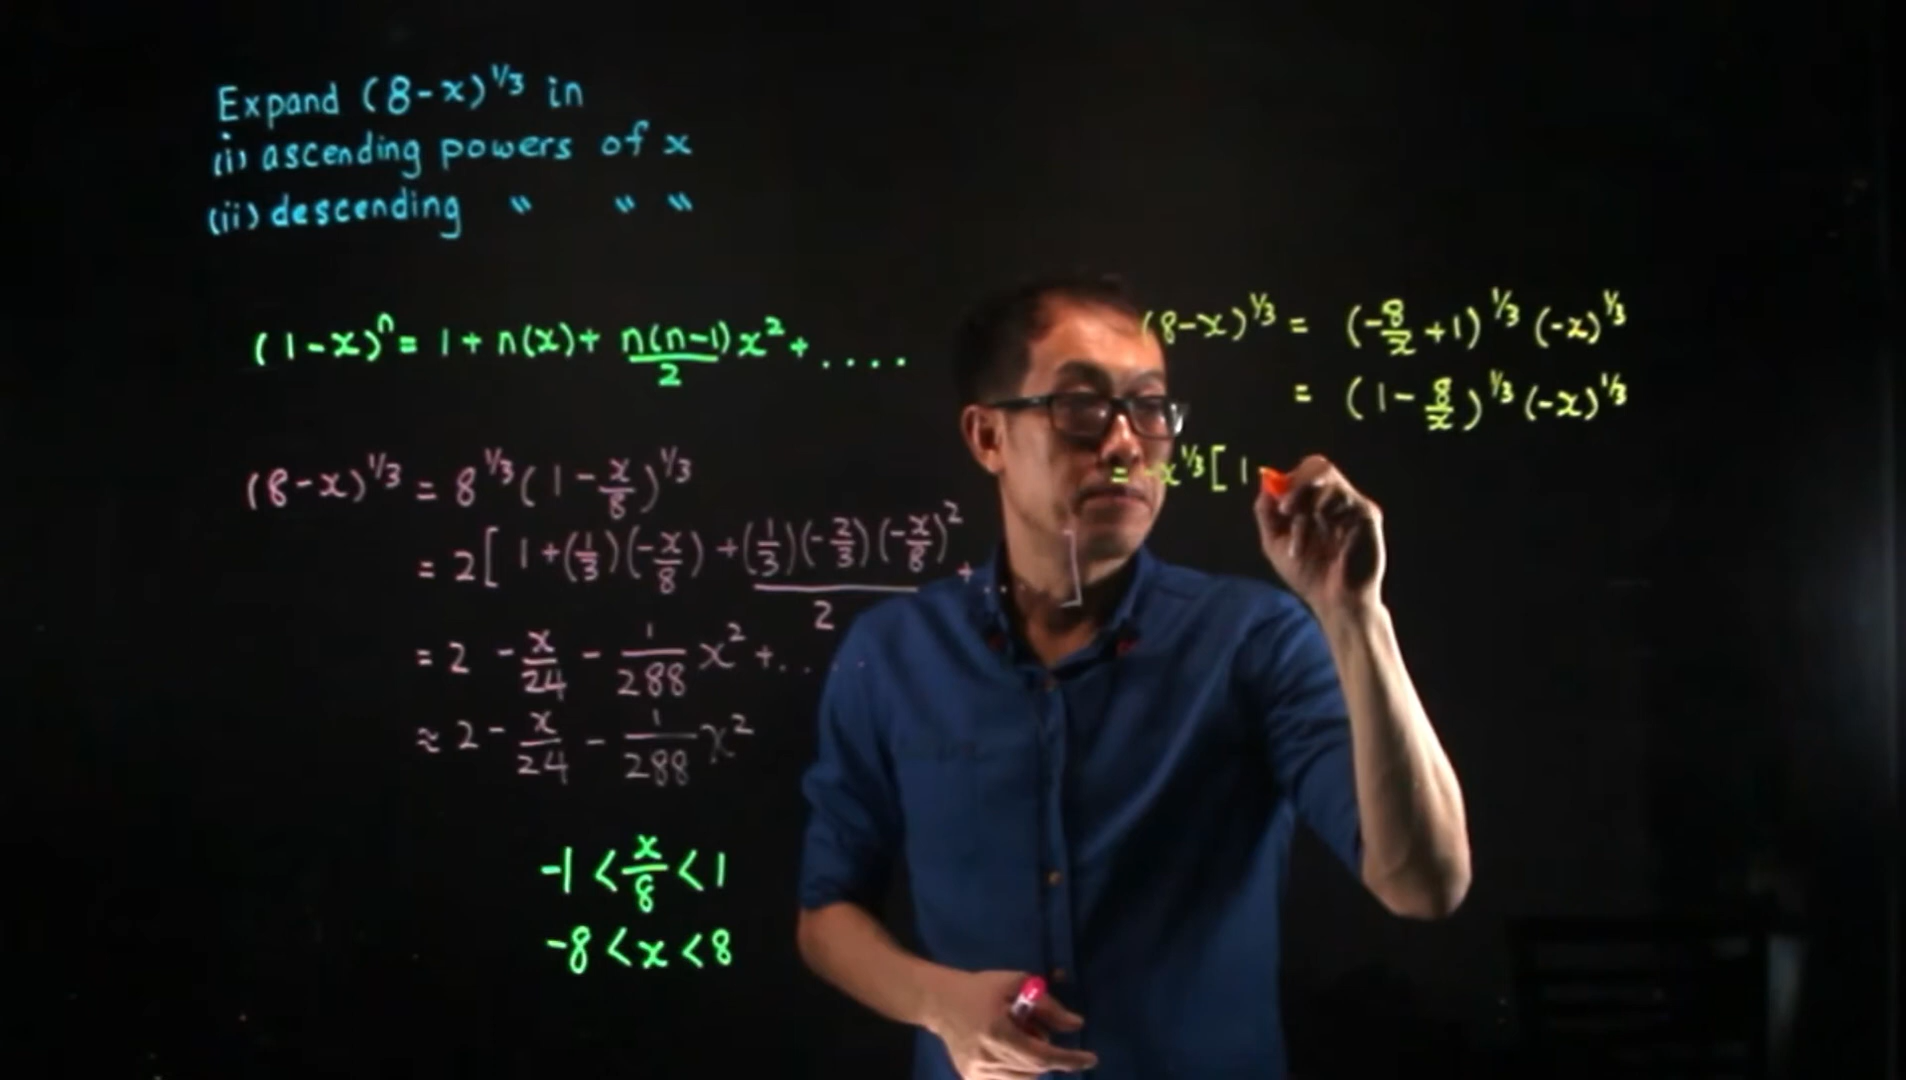 Expand (8-x)^1/3 in
(i) ascending powers of x
(ii) descending " " "
(1-x)^n = 1 + n(x) + n(n-1)/2 x^2 + ....
(8-x)^1/3 = 8^1/3 (1 - x/8)^1/3
= 2[ 1 + (1/3)(-x/8) + (1/3)(-2/3)(-x/8)^2 / 2 + ... ]
= 2 - x/24 - 1/288 x^2 + ....
≈ 2 - x/24 - 1/288 x^2
-1 < x/8 < 1
-8 < x < 8
(8-x)^1/3 = (-8/x + 1)^1/3 (-x)^1/3
= (1 - 8/x)^1/3 (-x)^1/3
= -x^1/3 [ 1